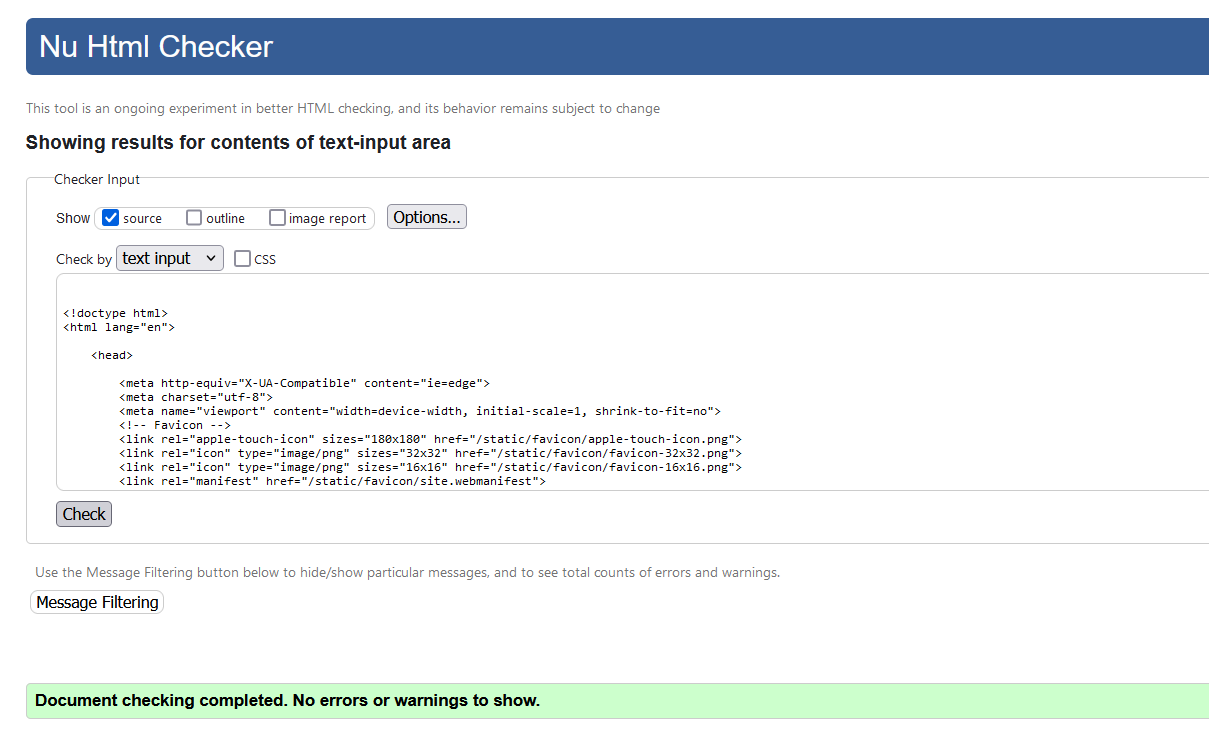 Nu Html Checker
This tool is an ongoing experiment in better HTML checking, and its behavior remains subject to change
Showing results for contents of text-input area
Checker Input
Show source outline image report Options...
Check by text input CSS
<!doctype html>
<html lang="en">
<head>
<meta http-equiv="X-UA-Compatible" content="ie=edge">
<meta charset="utf-8">
<meta name="viewport" content="width=device-width, initial-scale=1, shrink-to-fit=no">
<!-- Favicon -->
<link rel="apple-touch-icon" sizes="180x180" href="/static/favicon/apple-touch-icon.png">
<link rel="icon" type="image/png" sizes="32x32" href="/static/favicon/favicon-32x32.png">
<link rel="icon" type="image/png" sizes="16x16" href="/static/favicon/favicon-16x16.png">
<link rel="manifest" href="/static/favicon/site.webmanifest">
Check
Use the Message Filtering button below to hide/show particular messages, and to see total counts of errors and warnings.
Message Filtering
Document checking completed. No errors or warnings to show.